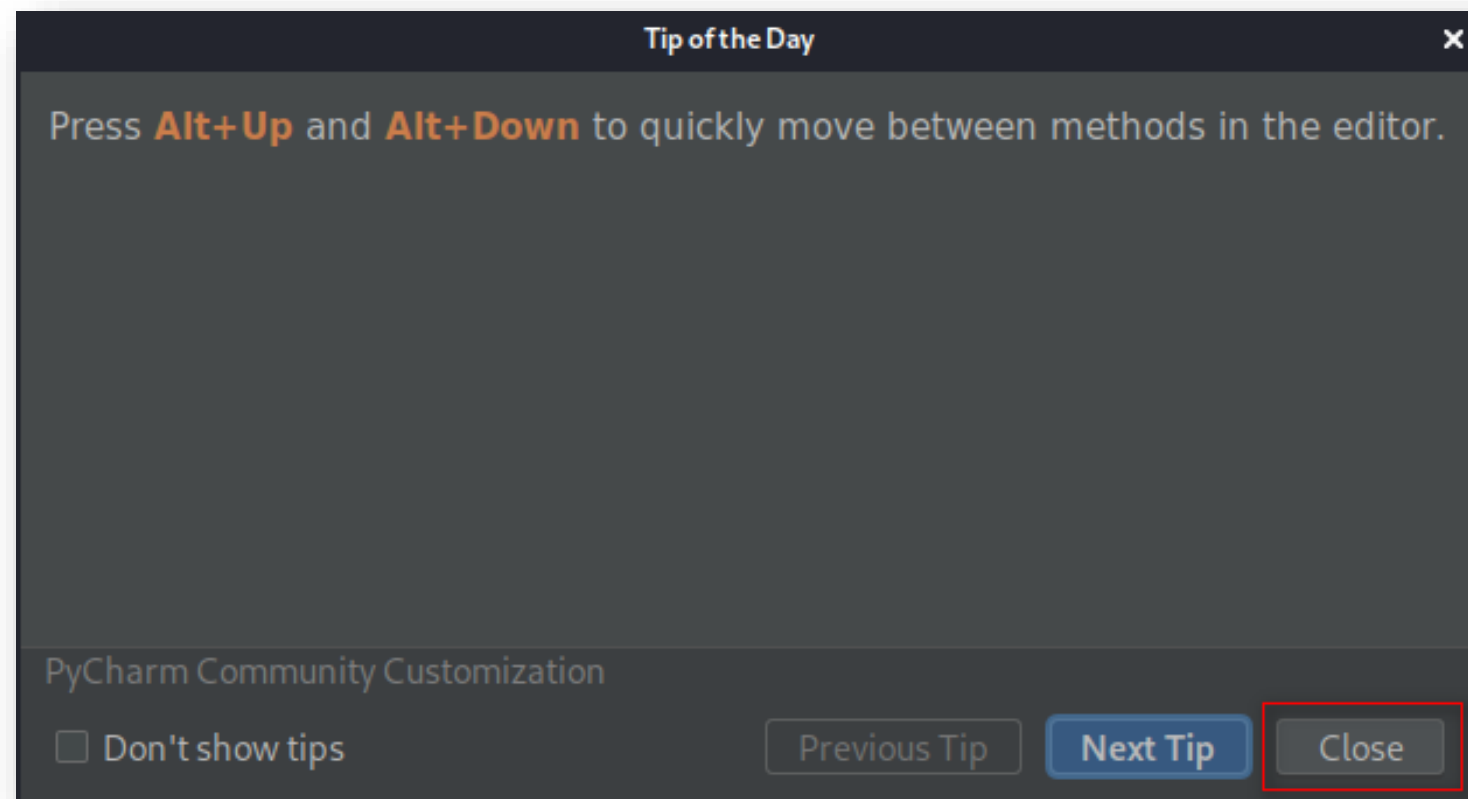 Tip of the Day
Press Alt+Up and Alt+Down to quickly move between methods in the editor.
PyCharm Community Customization
Don't show tips
Previous Tip
Next Tip
Close